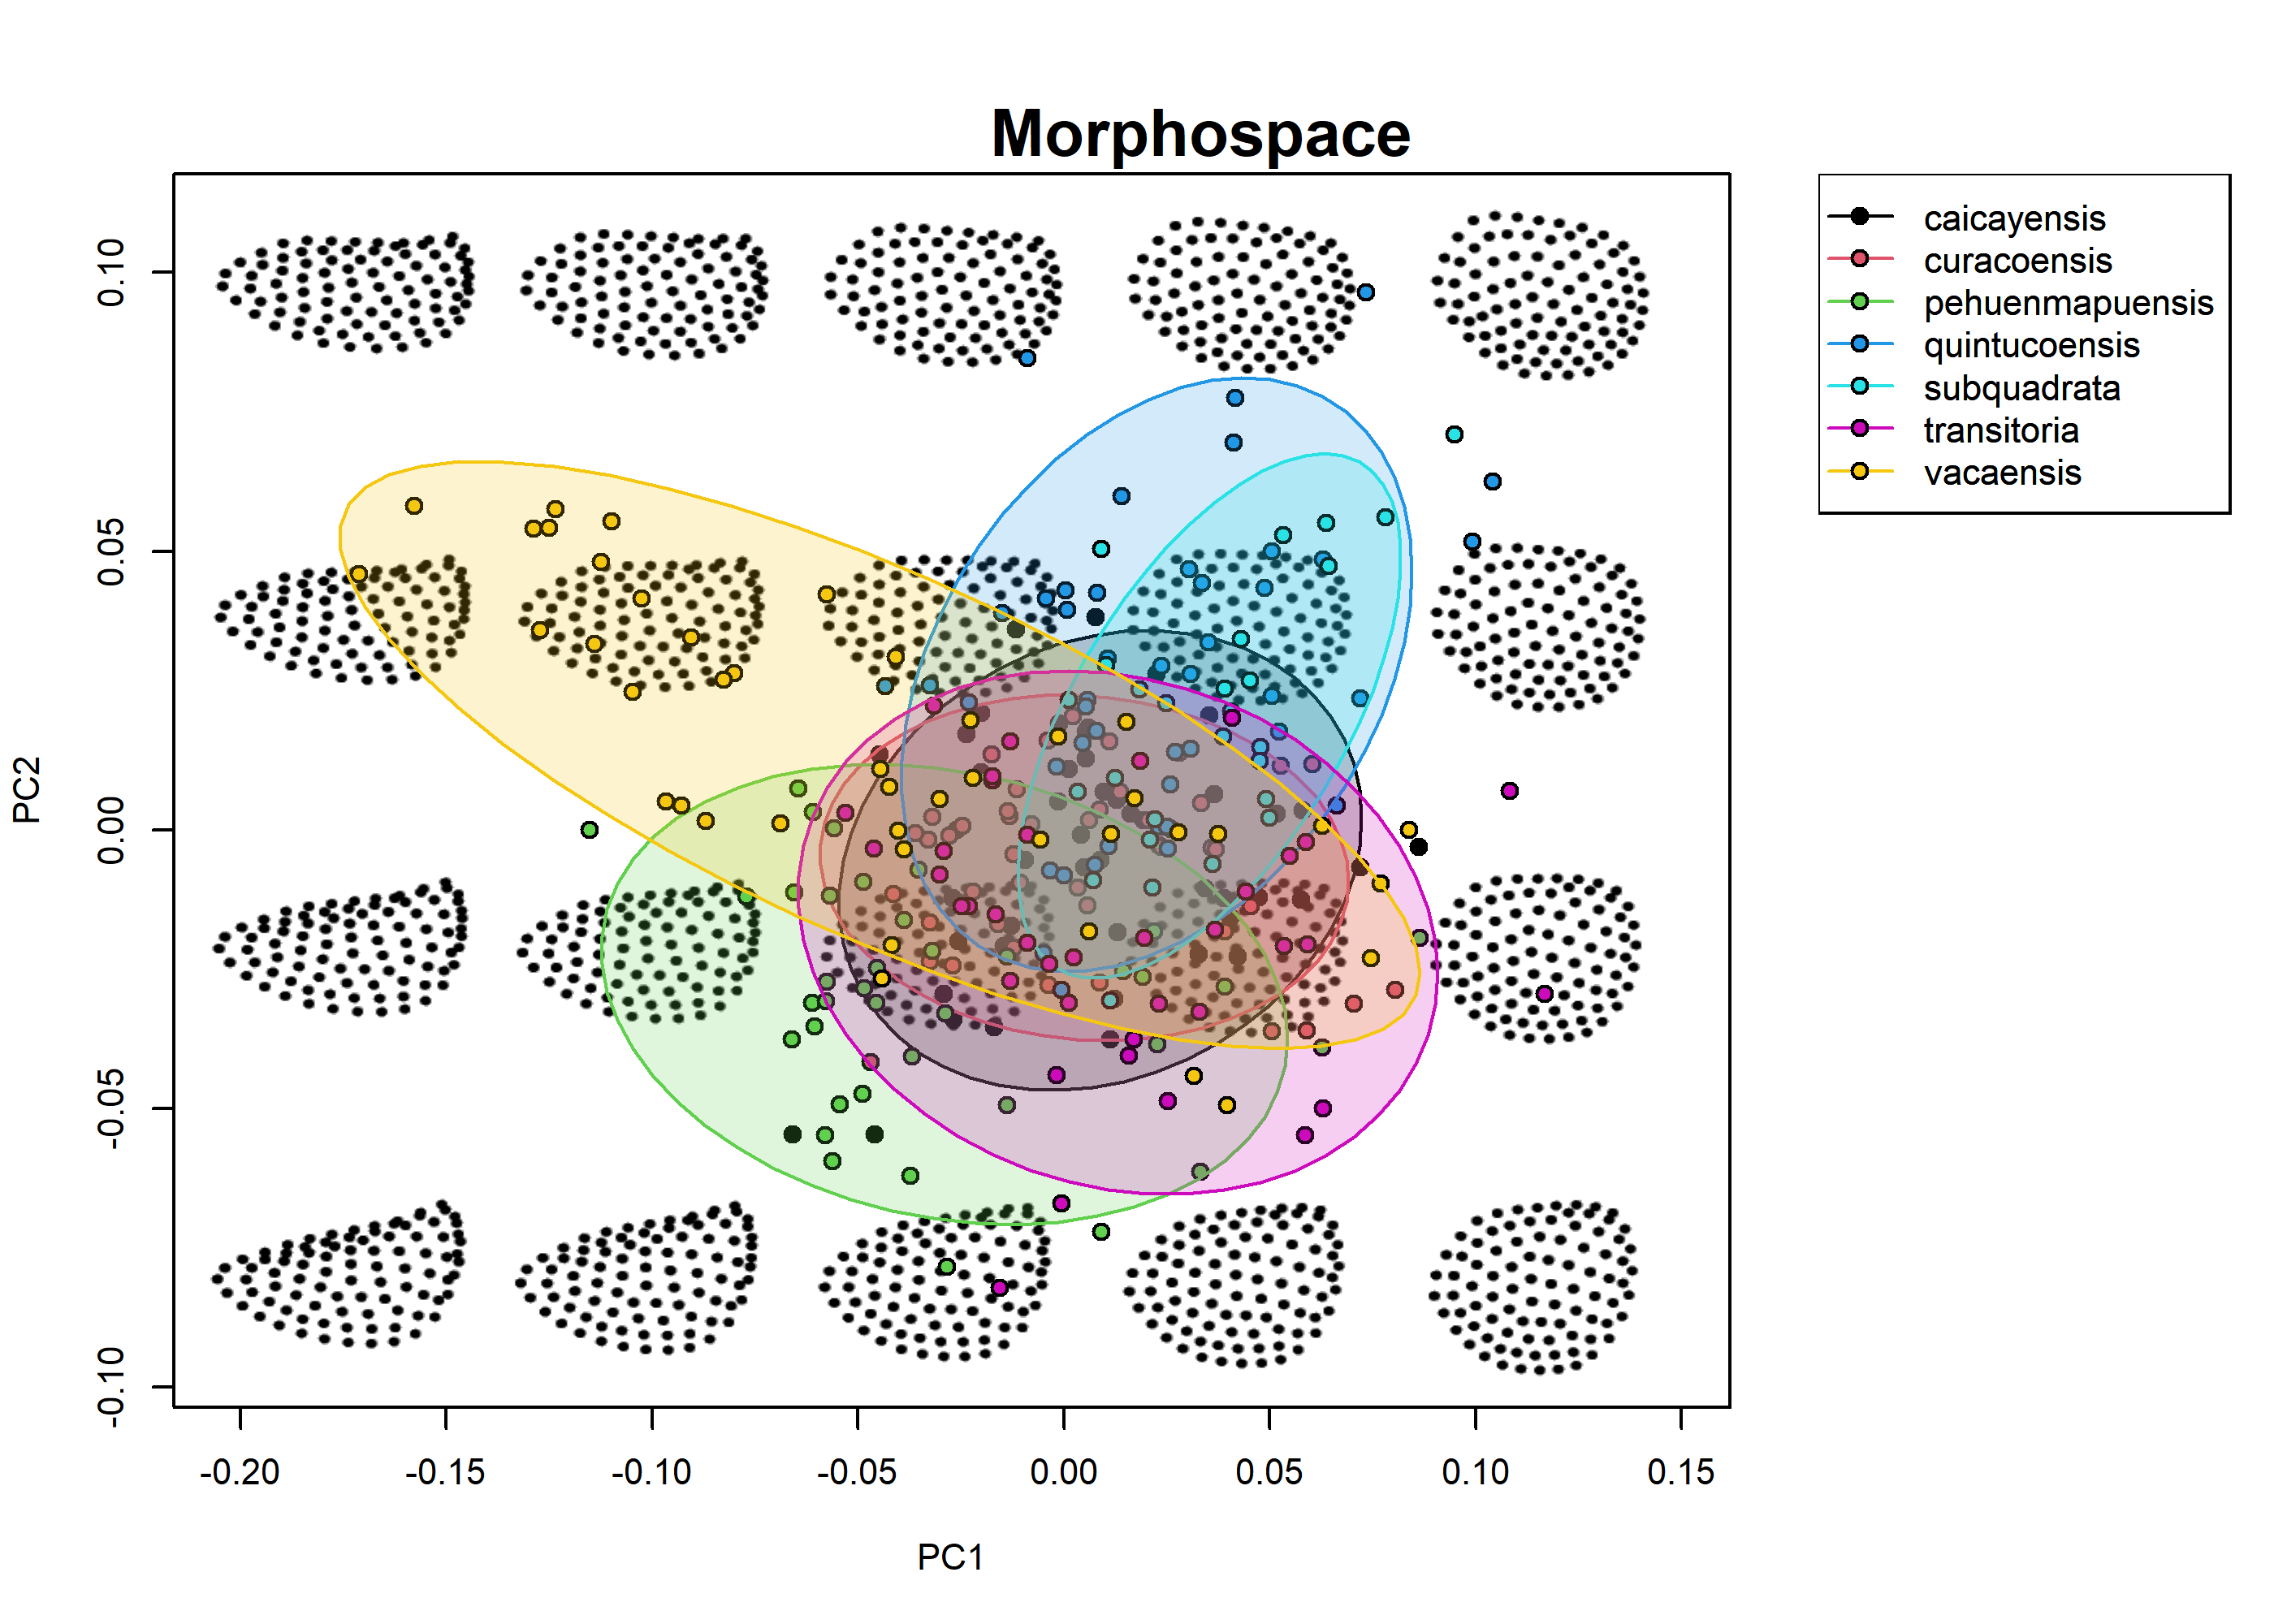 Morphospace
caicayensis
curacoensis
pehuenmapuensis
quintucoensis
subquadrata
transitoria
vacaensis
PC2
0.10
0.05
0.00
-0.05
-0.10
-0.20 -0.15 -0.10 -0.05 0.00 0.05 0.10 0.15
PC1